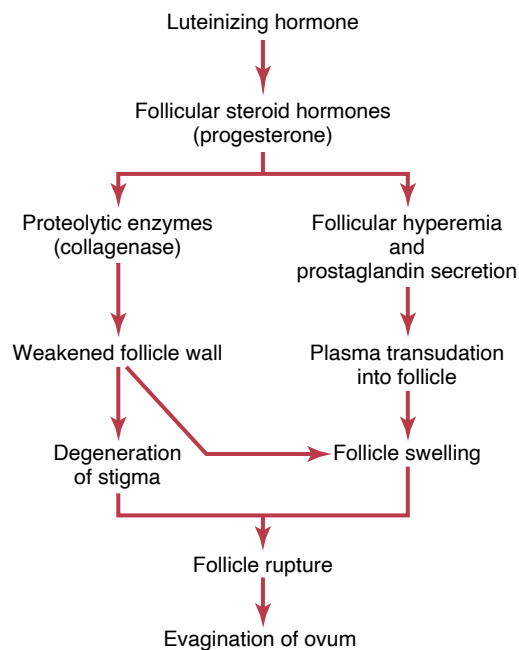 Luteinizing hormone
Follicular steroid hormones
(progesterone)
Proteolytic enzymes
(collagenase)
Follicular hyperemia
and
prostaglandin secretion
Weakened follicle wall
Plasma transudation
into follicle
Degeneration
of stigma
Follicle swelling
Follicle rupture
Evagination of ovum